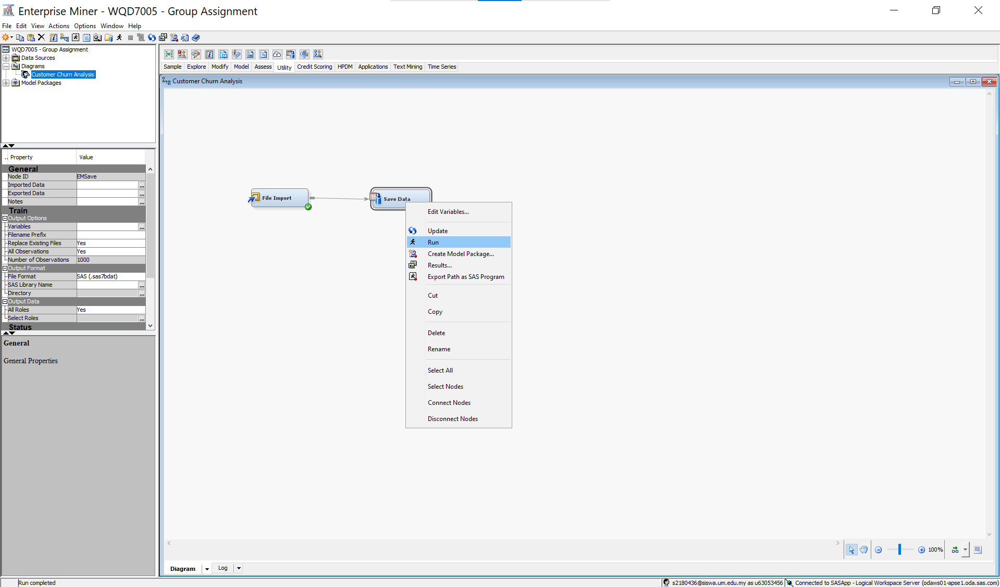 Enterprise Miner - WQD7005 - Group Assignment
File Edit View Actions Options Window Help
WQD7005 - Group Assignment
Data Sources
Diagrams
Customer Churn Analysis
Model Packages
.. Property Value
General
Node ID EMSave
Imported Data ...
Exported Data ...
Notes ...
Train
Output Options
Variables ...
Filename Prefix
Replace Existing Files Yes
All Observations Yes
Number of Observations 1000
Output Format
File Format SAS (.sas7bdat)
SAS Library Name ...
Directory ...
Output Data
All Roles Yes
Select Roles ...
Status
General
General Properties
Sample Explore Modify Model Assess Utility Credit Scoring HPDM Applications Text Mining Time Series
Customer Churn Analysis
File Import
Save Data
Edit Variables...
Update
Run
Create Model Package...
Results...
Export Path as SAS Program
Cut
Copy
Delete
Rename
Select All
Select Nodes
Connect Nodes
Disconnect Nodes
100%
Diagram Log
Run completed
s2180436@siswa.um.edu.my as u63053456 Connected to SASApp - Logical Workspace Server (odaws01-apse1.oda.sas.com)